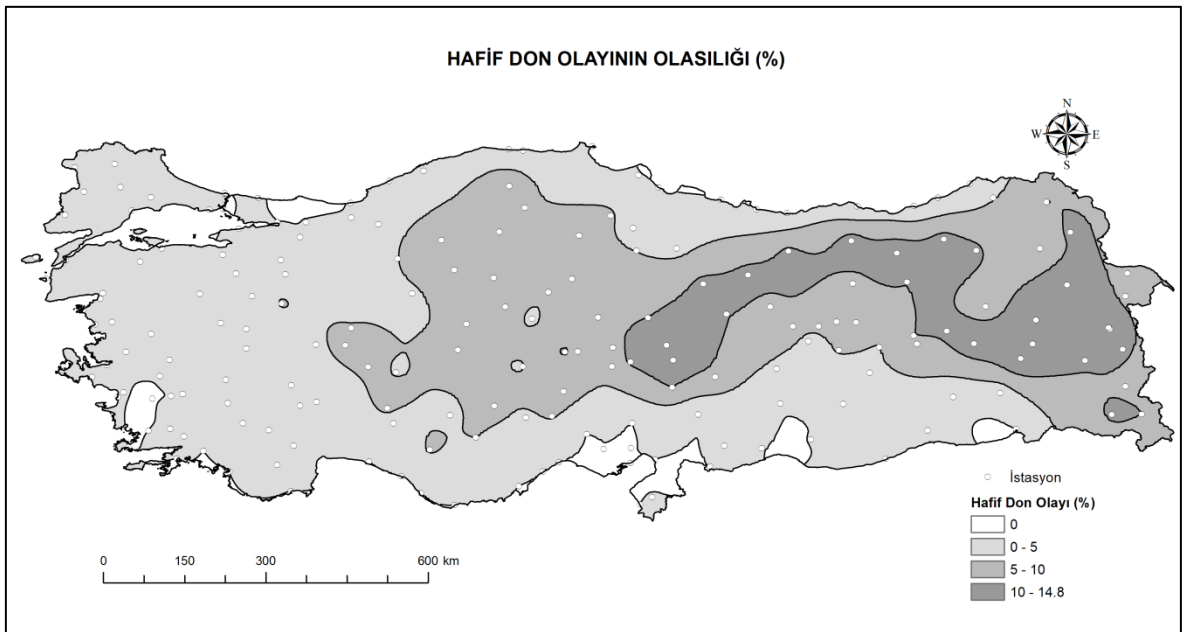 HAFİF DON OLAYININ OLASILIĞI (%)
N
W E
S
İstasyon
Hafif Don Olayı (%)
0
0 - 5
5 - 10
10 - 14.8
0 150 300 600 km